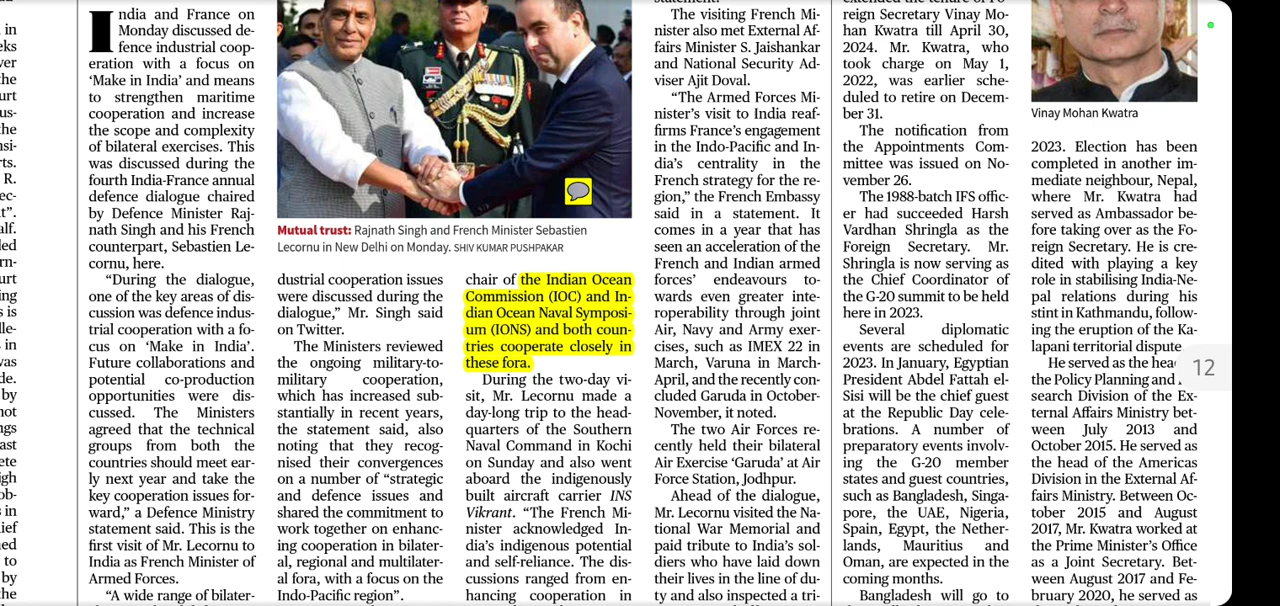 India and France on
Monday discussed de-
fence industrial coop-
eration with a focus on
‘Make in India’ and means
to strengthen maritime
cooperation and increase
the scope and complexity
of bilateral exercises. This
was discussed during the
fourth India-France annual
defence dialogue chaired
by Defence Minister Raj-
nath Singh and his French
counterpart, Sebastien Le-
cornu, here.
“During the dialogue,
one of the key areas of dis-
cussion was defence indus-
trial cooperation with a fo-
cus on ‘Make in India’.
Future collaborations and
potential co-production
opportunities were dis-
cussed. The Ministers
agreed that the technical
groups from both the
countries should meet ear-
ly next year and take the
key cooperation issues for-
ward,” a Defence Ministry
statement said. This is the
first visit of Mr. Lecornu to
India as French Minister of
Armed Forces.
“A wide range of bilater-
Mutual trust: Rajnath Singh and French Minister Sebastien
Lecornu in New Delhi on Monday. SHIV KUMAR PUSHPAKAR
dustrial cooperation issues
were discussed during the
dialogue,” Mr. Singh said
on Twitter.
The Ministers reviewed
the ongoing military-to-
military cooperation,
which has increased sub-
stantially in recent years,
the statement said, also
noting that they recog-
nised their convergences
on a number of “strategic
and defence issues and
shared the commitment to
work together on enhanc-
ing cooperation in bilater-
al, regional and multilater-
al fora, with a focus on the
Indo-Pacific region”.
chair of the Indian Ocean
Commission (IOC) and In-
dian Ocean Naval Symposi-
um (IONS) and both coun-
tries cooperate closely in
these fora.
During the two-day vi-
sit, Mr. Lecornu made a
day-long trip to the head-
quarters of the Southern
Naval Command in Kochi
on Sunday and also went
aboard the indigenously
built aircraft carrier INS
Vikrant. “The French Mi-
nister acknowledged In-
dia’s indigenous potential
and self-reliance. The dis-
cussions ranged from en-
hancing cooperation in
The visiting French Mi-
nister also met External Af-
fairs Minister S. Jaishankar
and National Security Ad-
viser Ajit Doval.
“The Armed Forces Mi-
nister’s visit to India reaf-
firms France’s engagement
in the Indo-Pacific and In-
dia’s centrality in the
French strategy for the re-
gion,” the French Embassy
said in a statement. It
comes in a year that has
seen an acceleration of the
French and Indian armed
forces’ endeavours to-
wards even greater inte-
roperability through joint
Air, Navy and Army exer-
cises, such as IMEX 22 in
March, Varuna in March-
April, and the recently con-
cluded Garuda in October-
November, it noted.
The two Air Forces re-
cently held their bilateral
Air Exercise ‘Garuda’ at Air
Force Station, Jodhpur.
Ahead of the dialogue,
Mr. Lecornu visited the Na-
tional War Memorial and
paid tribute to India’s sol-
diers who have laid down
their lives in the line of du-
ty and also inspected a tri-
extended the tenure of Fo-
reign Secretary Vinay Mo-
han Kwatra till April 30,
2024. Mr. Kwatra, who
took charge on May 1,
2022, was earlier sche-
duled to retire on Decem-
ber 31.
The notification from
the Appointments Com-
mittee was issued on No-
vember 26.
The 1988-batch IFS offic-
er had succeeded Harsh
Vardhan Shringla as the
Foreign Secretary. Mr.
Shringla is now serving as
the Chief Coordinator of
the G-20 summit to be held
here in 2023.
Several diplomatic
events are scheduled for
2023. In January, Egyptian
President Abdel Fattah el-
Sisi will be the chief guest
at the Republic Day cele-
brations. A number of
preparatory events involv-
ing the G-20 member
states and guest countries,
such as Bangladesh, Singa-
pore, the UAE, Nigeria,
Spain, Egypt, the Nether-
lands, Mauritius and
Oman, are expected in the
coming months.
Bangladesh will go to
Vinay Mohan Kwatra
2023. Election has been
completed in another im-
mediate neighbour, Nepal,
where Mr. Kwatra had
served as Ambassador be-
fore taking over as the Fo-
reign Secretary. He is cre-
dited with playing a key
role in stabilising India-Ne-
pal relations during his
stint in Kathmandu, follow-
ing the eruption of the Ka-
lapani territorial dispute.
He served as the hea
the Policy Planning and
search Division of the Ex-
ternal Affairs Ministry bet-
ween July 2013 and
October 2015. He served as
the head of the Americas
Division in the External Af-
fairs Ministry. Between Oc-
tober 2015 and August
2017, Mr. Kwatra worked at
the Prime Minister’s Office
as a Joint Secretary. Bet-
ween August 2017 and Fe-
bruary 2020, he served as
12